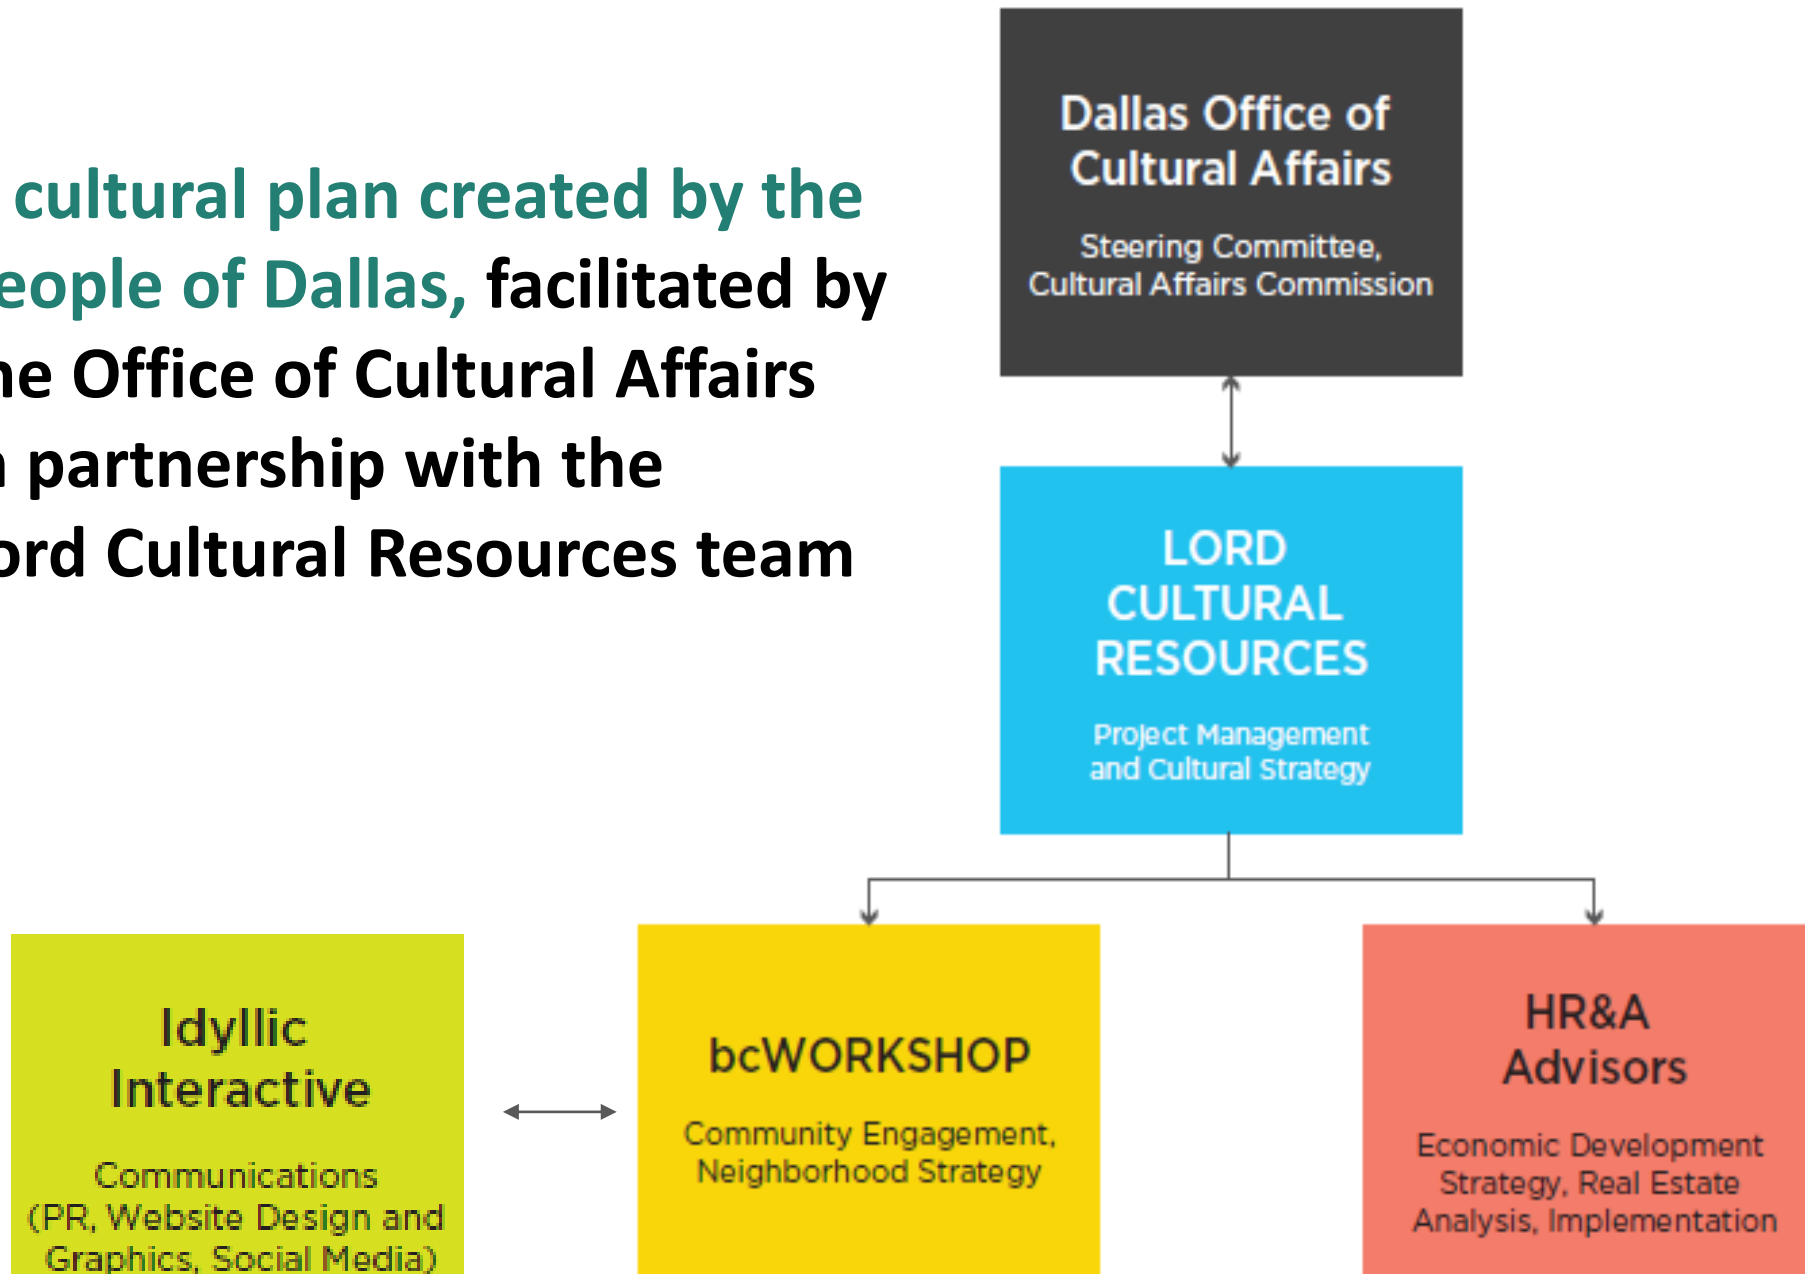 cultural plan created by the
eople of Dallas, facilitated by
he Office of Cultural Affairs
n partnership with the
ord Cultural Resources team
Dallas Office of
Cultural Affairs
Steering Committee,
Cultural Affairs Commission
LORD
CULTURAL
RESOURCES
Project Management
and Cultural Strategy
Idyllic
Interactive
Communications
(PR, Website Design and
Graphics, Social Media)
bcWORKSHOP
Community Engagement,
Neighborhood Strategy
HR&A
Advisors
Economic Development
Strategy, Real Estate
Analysis, Implementation